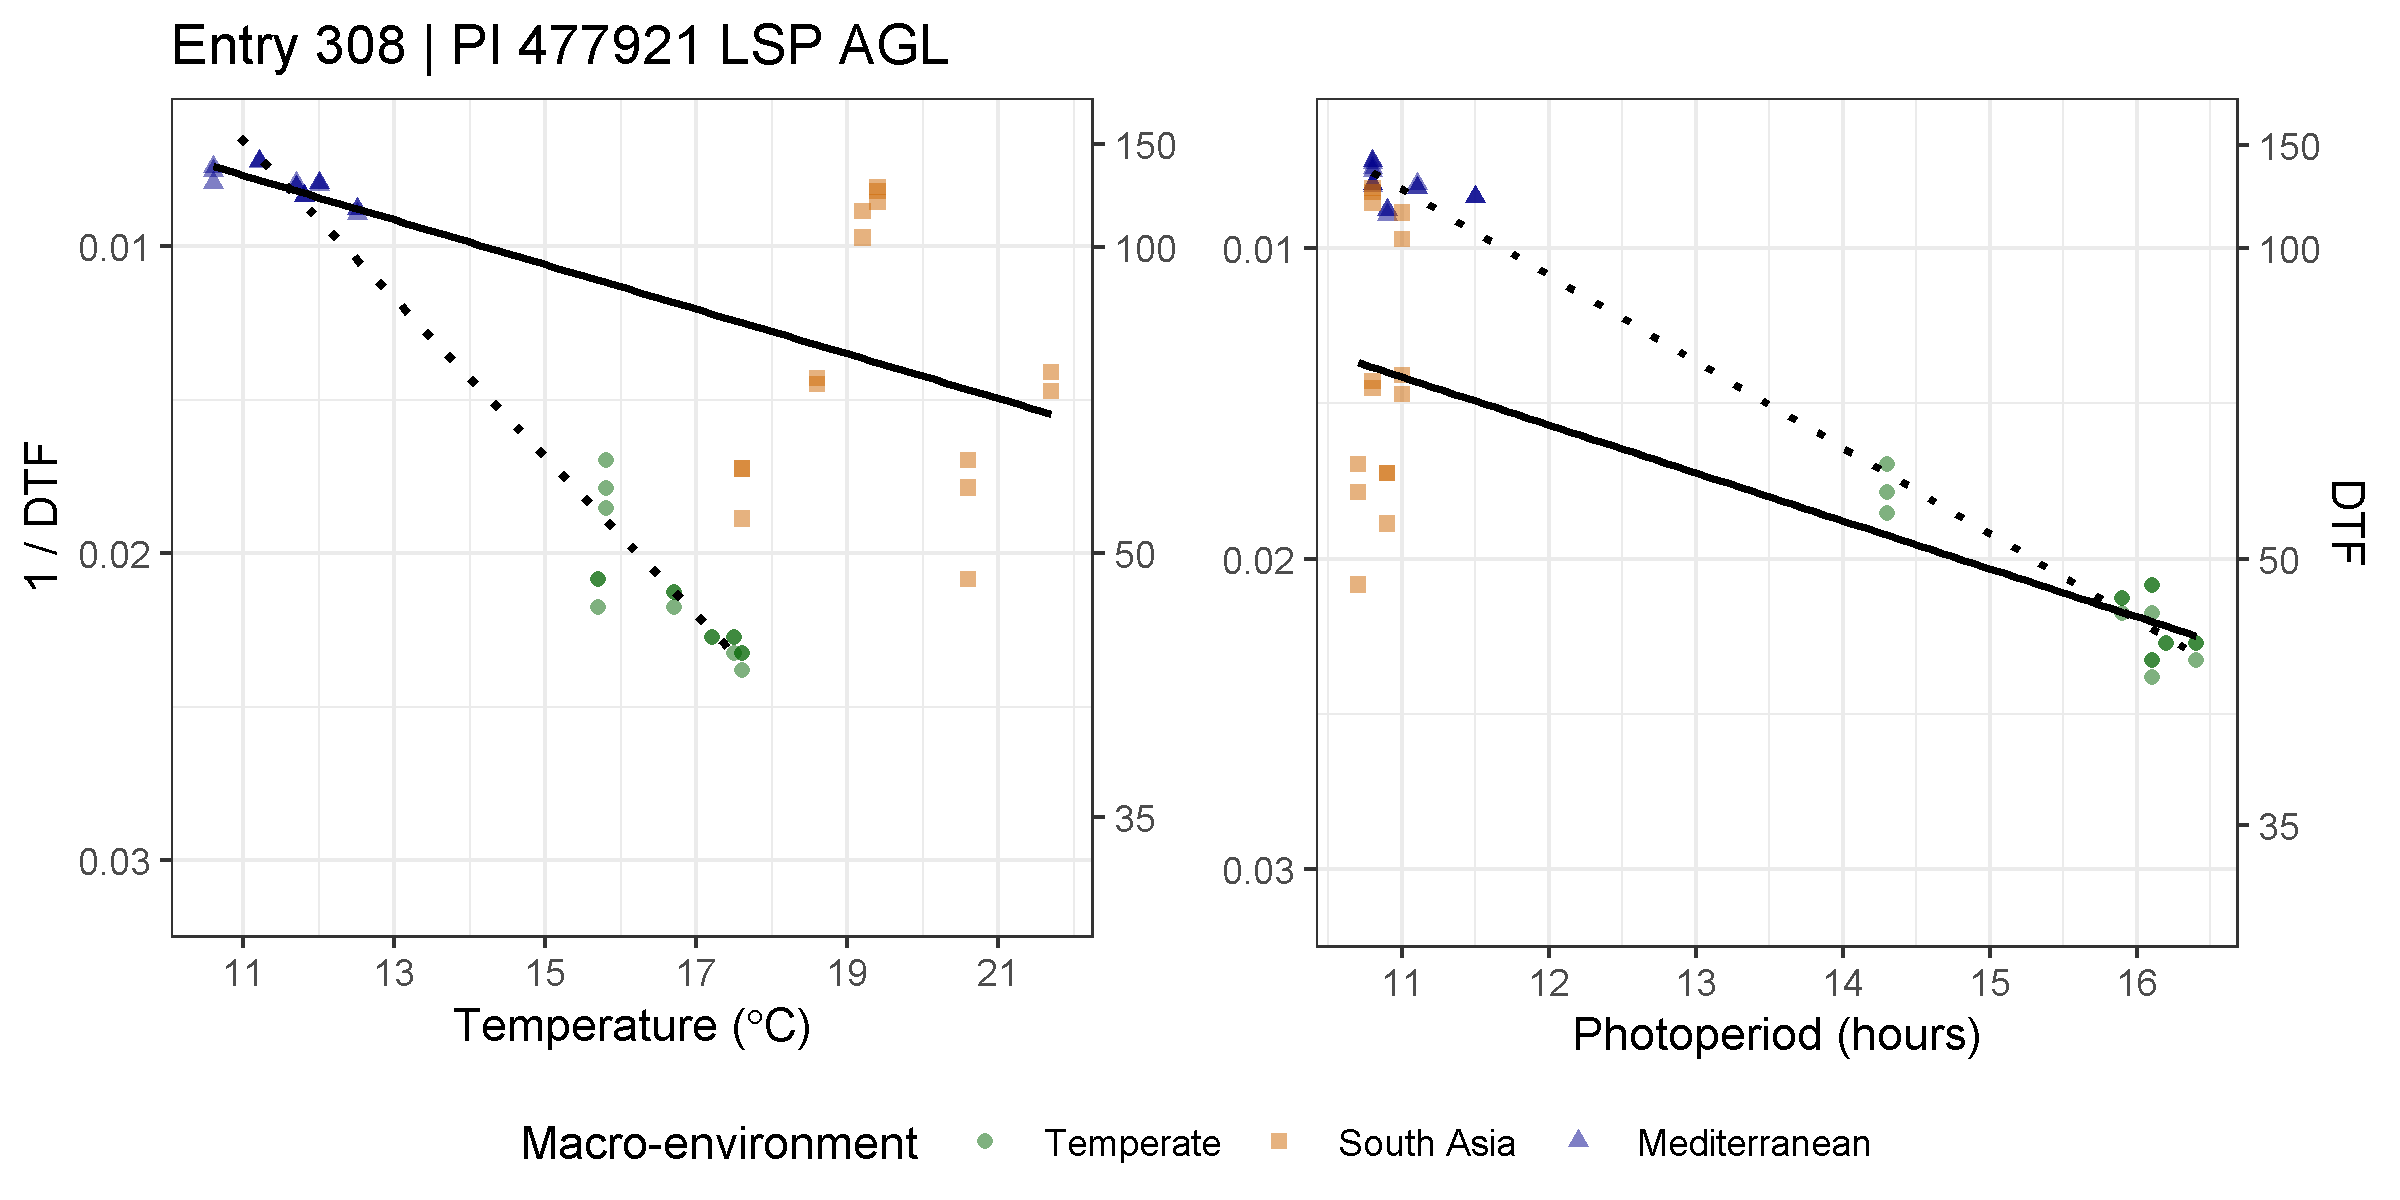 Entry 308 | PI 477921 LSP AGL
1 / DTF
0.01
0.02
0.03
150
100
50
35
11 13 15 17 19 21
Temperature (°C)
0.01
0.02
0.03
150
100
50
35
DTF
11 12 13 14 15 16
Photoperiod (hours)
Macro-environment Temperate South Asia Mediterranean